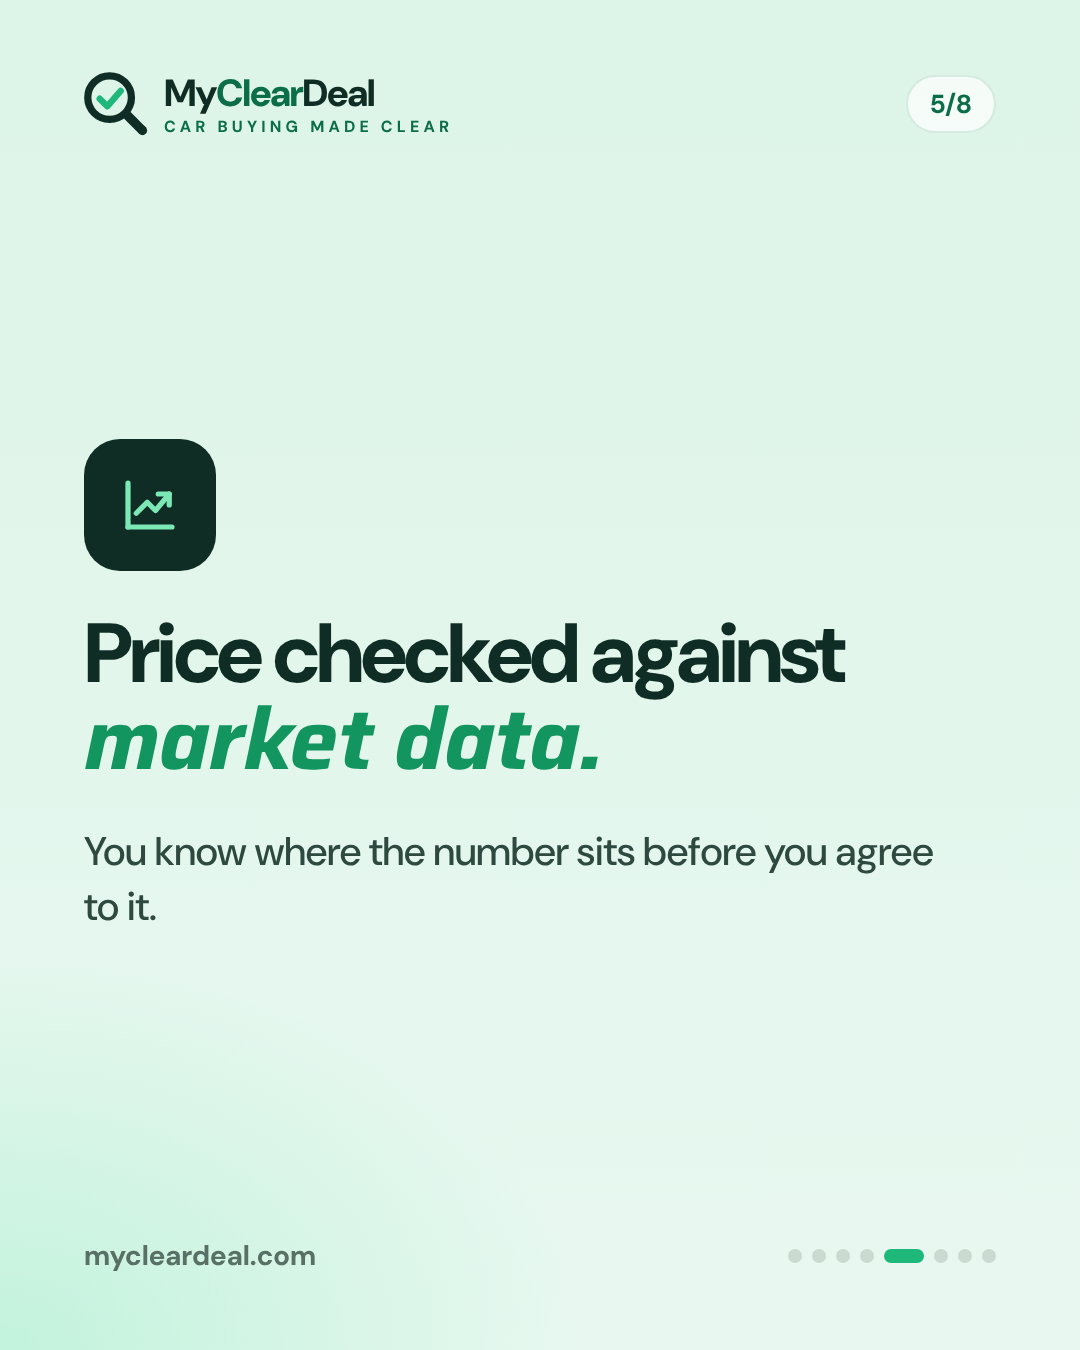 MyClearDeal
CAR BUYING MADE CLEAR
5/8
Price checked against
market data.
You know where the number sits before you agree
to it.
mycleardeal.com